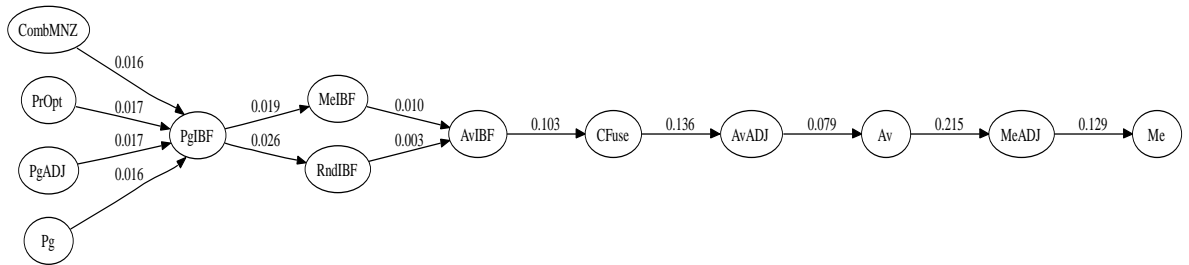 CombMNZ
0.016
PrOpt
0.017
PgADJ
0.017
Pg
0.016
PgIBF
0.019
MeIBF
0.010
0.026
RndIBF
0.003
AvIBF
0.103
CFuse
0.136
AvADJ
0.079
Av
0.215
MeADJ
0.129
Me